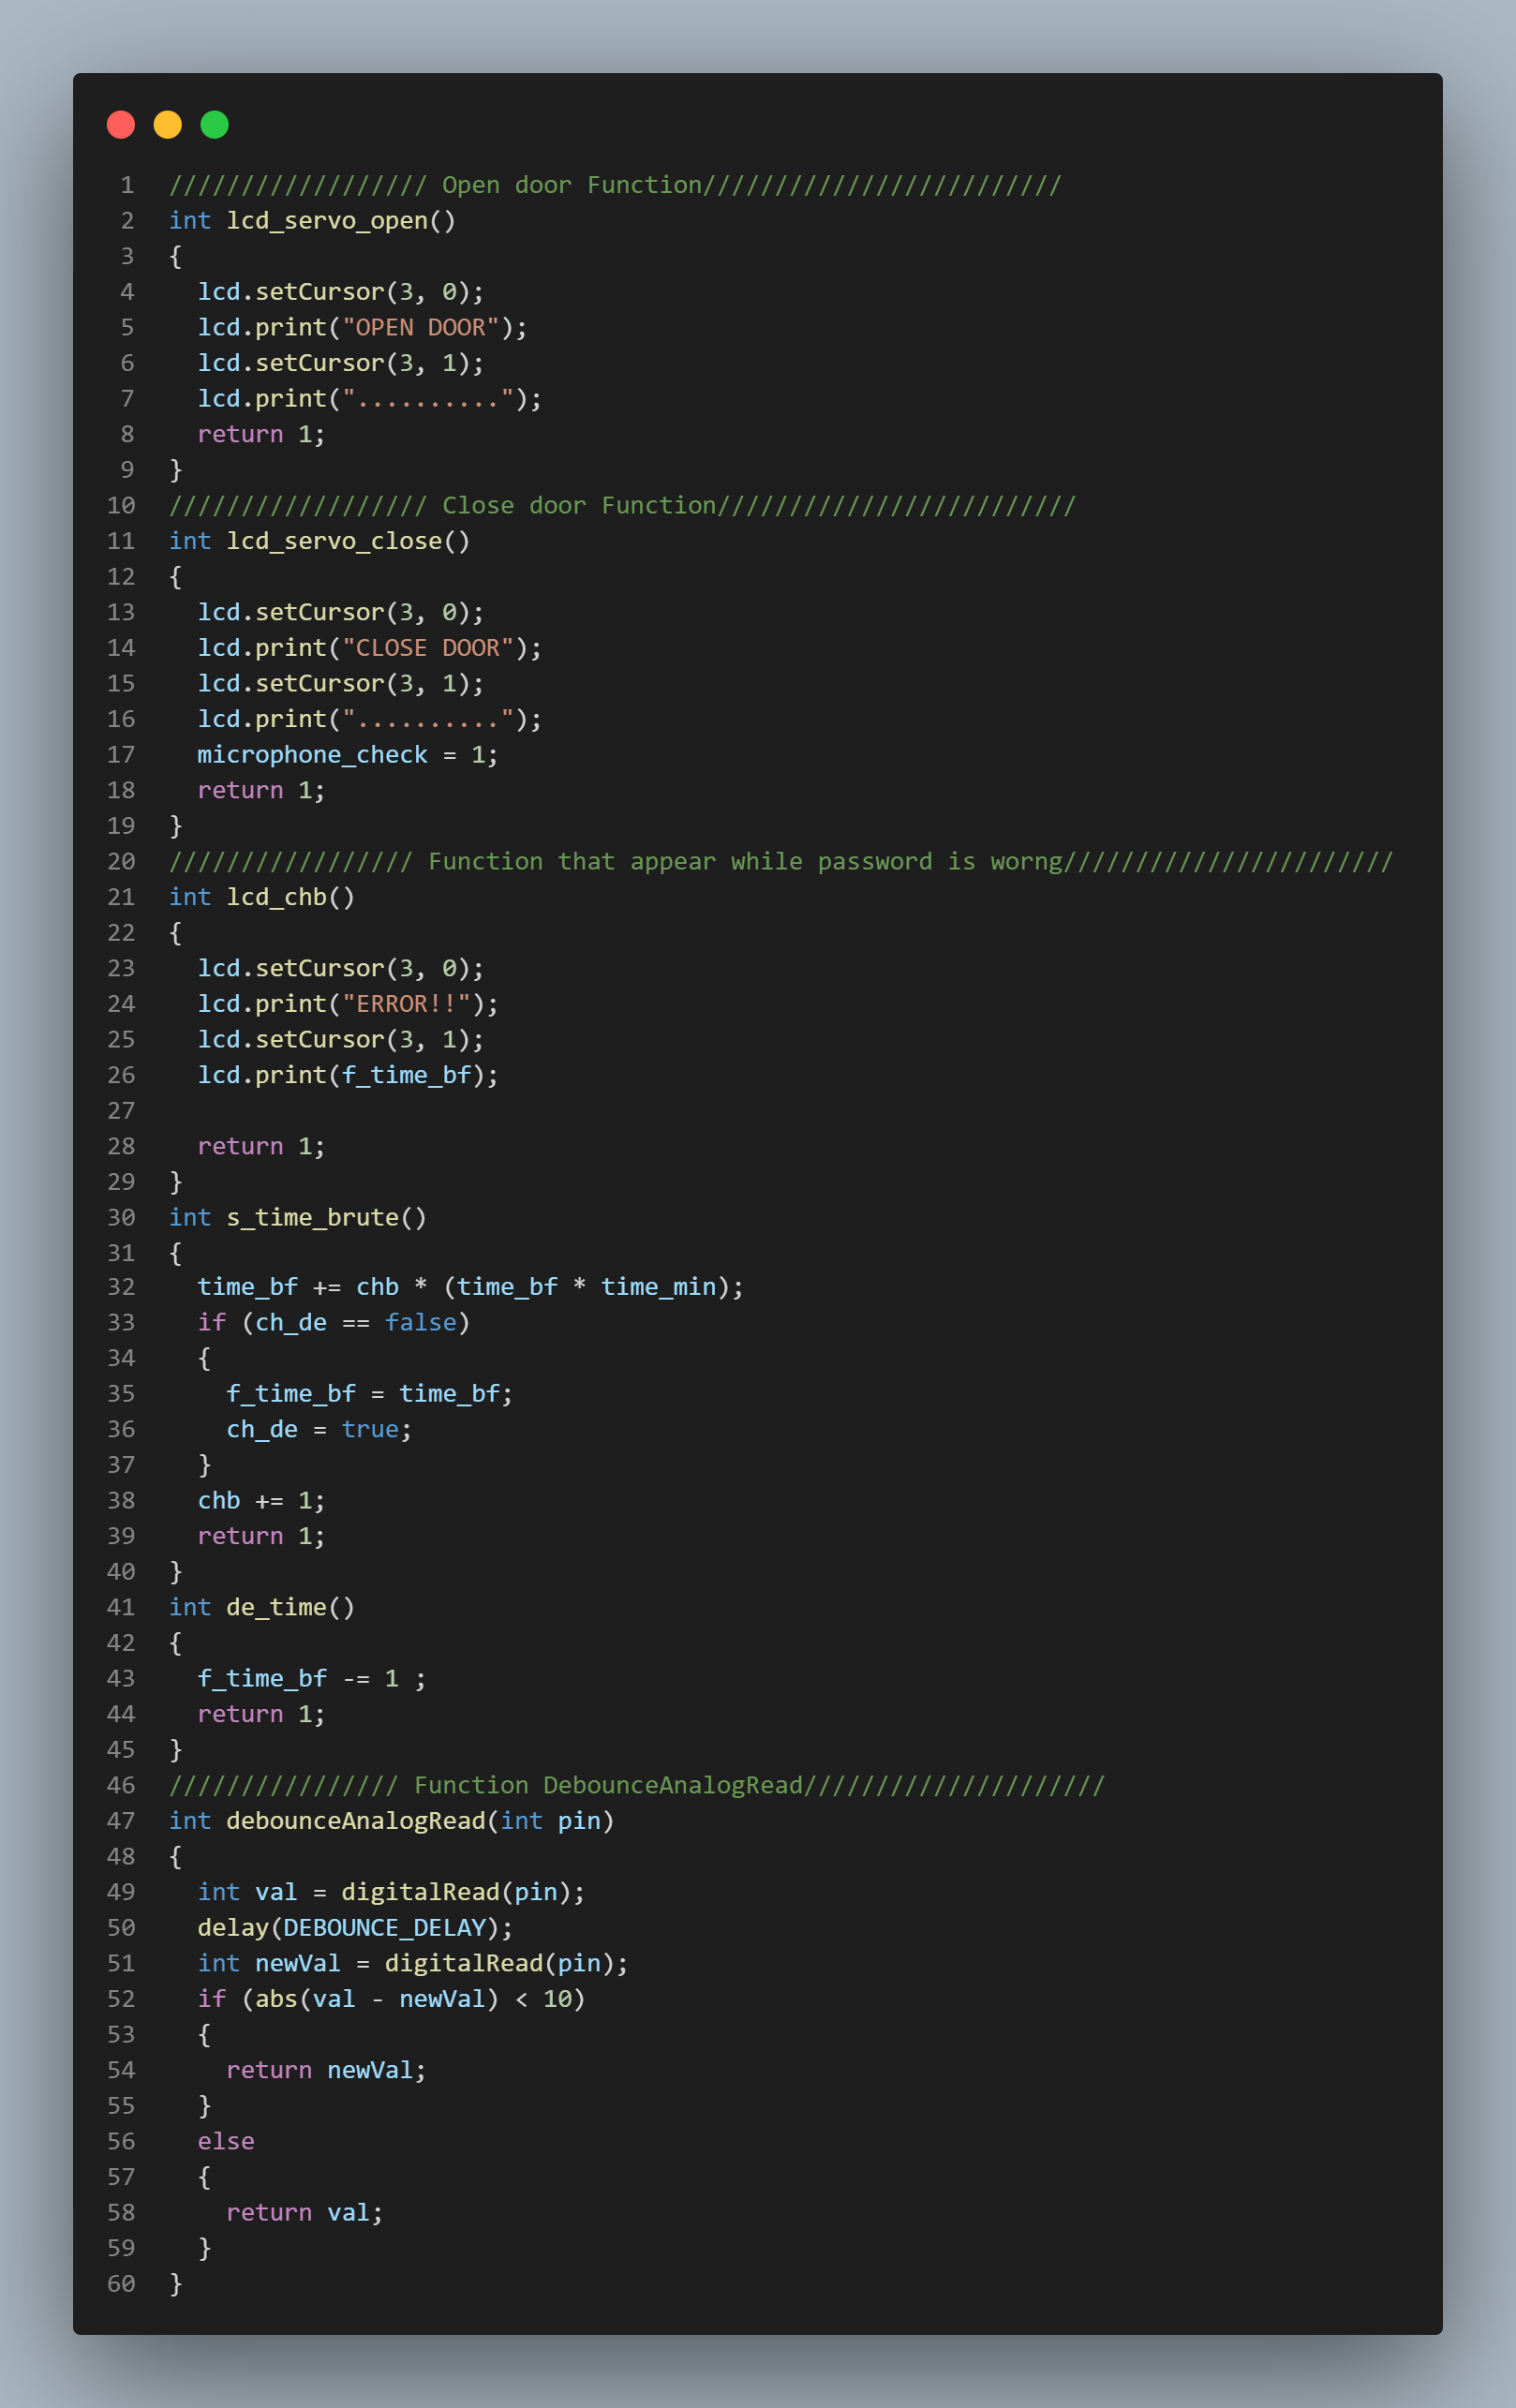 1 ////////////////// Open door Function/////////////////////////
2 int lcd_servo_open()
3 {
4   lcd.setCursor(3, 0);
5   lcd.print("OPEN DOOR");
6   lcd.setCursor(3, 1);
7   lcd.print("..........");
8   return 1;
9 }
10 ////////////////// Close door Function/////////////////////////
11 int lcd_servo_close()
12 {
13   lcd.setCursor(3, 0);
14   lcd.print("CLOSE DOOR");
15   lcd.setCursor(3, 1);
16   lcd.print("..........");
17   microphone_check = 1;
18   return 1;
19 }
20 ///////////////// Function that appear while password is worng///////////////////////
21 int lcd_chb()
22 {
23   lcd.setCursor(3, 0);
24   lcd.print("ERROR!!");
25   lcd.setCursor(3, 1);
26   lcd.print(f_time_bf);
27
28   return 1;
29 }
30 int s_time_brute()
31 {
32   time_bf += chb * (time_bf * time_min);
33   if (ch_de == false)
34   {
35     f_time_bf = time_bf;
36     ch_de = true;
37   }
38   chb += 1;
39   return 1;
40 }
41 int de_time()
42 {
43   f_time_bf -= 1 ;
44   return 1;
45 }
46 //////////////// Function DebounceAnalogRead/////////////////////
47 int debounceAnalogRead(int pin)
48 {
49   int val = digitalRead(pin);
50   delay(DEBOUNCE_DELAY);
51   int newVal = digitalRead(pin);
52   if (abs(val - newVal) < 10)
53   {
54     return newVal;
55   }
56   else
57   {
58     return val;
59   }
60 }